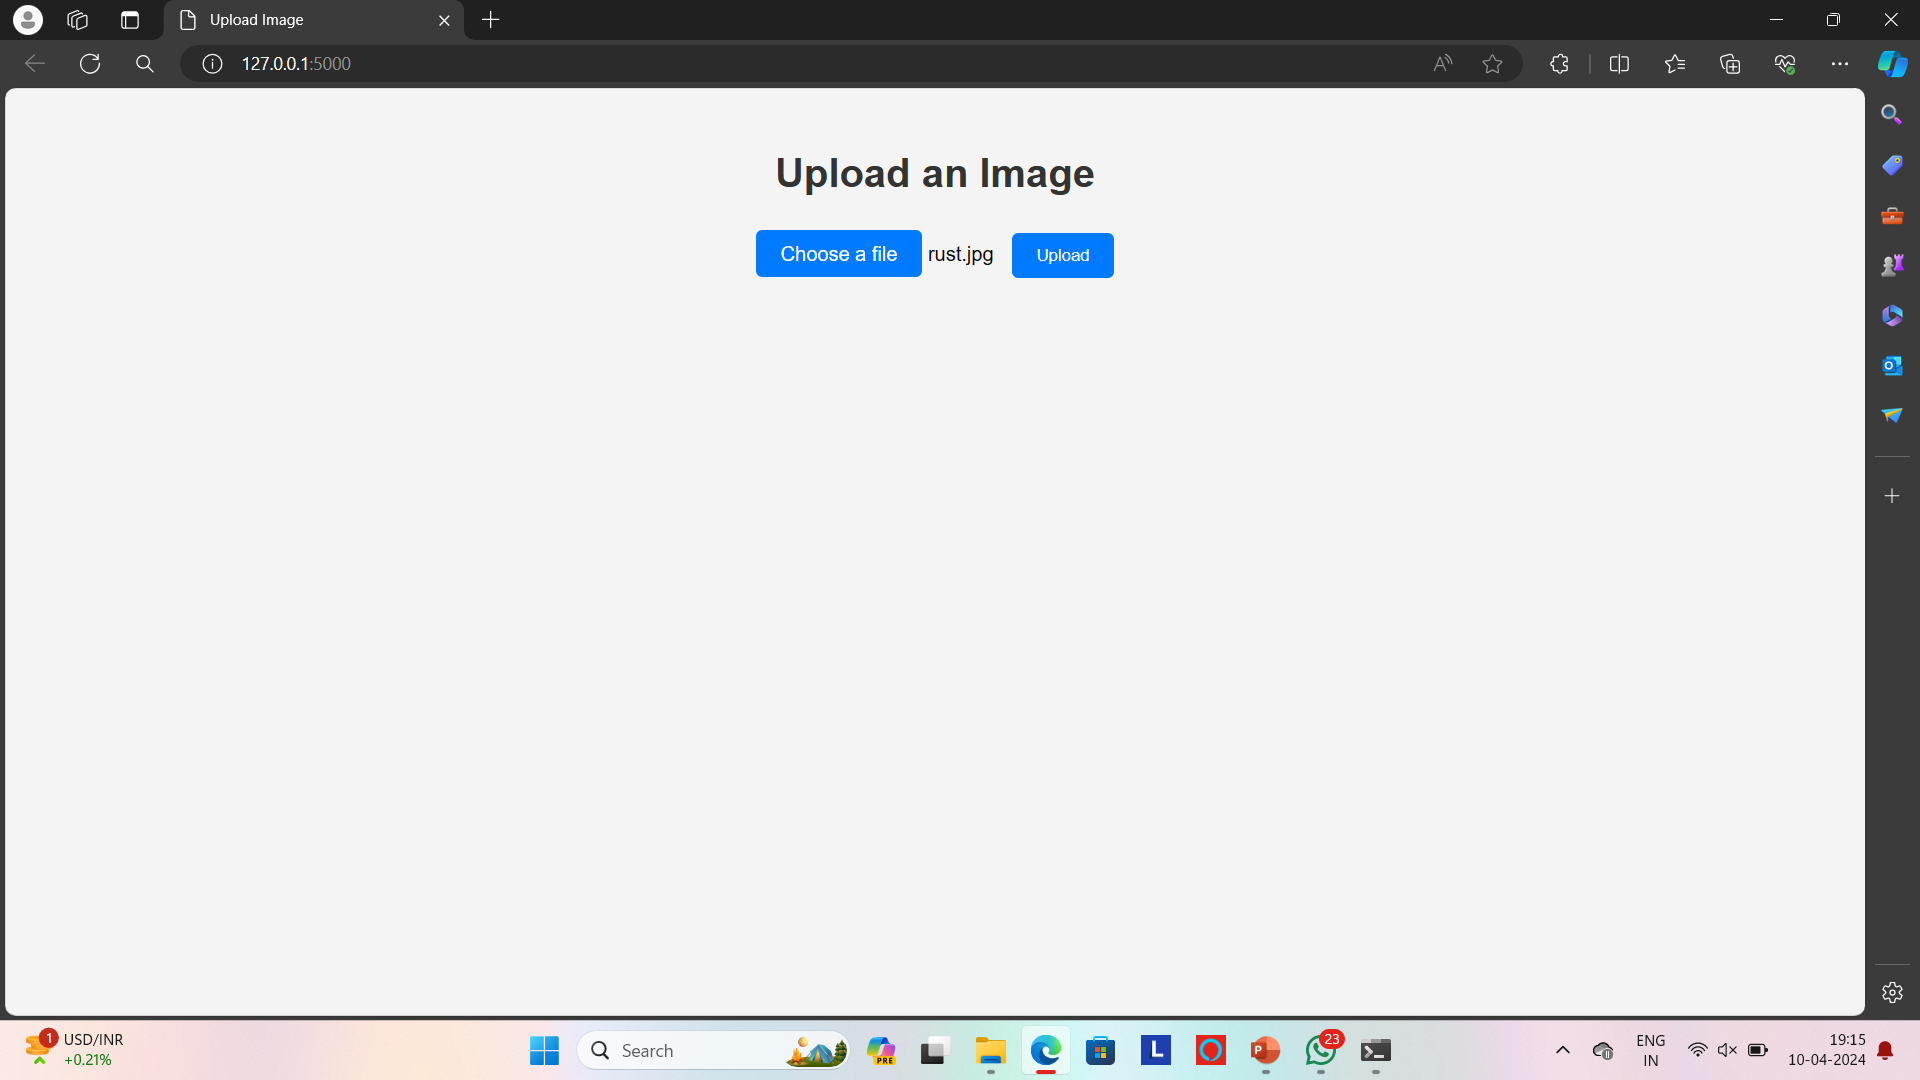 Upload Image
127.0.0.1:5000
Upload an Image
Choose a file rust.jpg Upload
1 USD/INR
+0.21%
Search
PRE
L
P
23
ENG
IN
19:15
10-04-2024